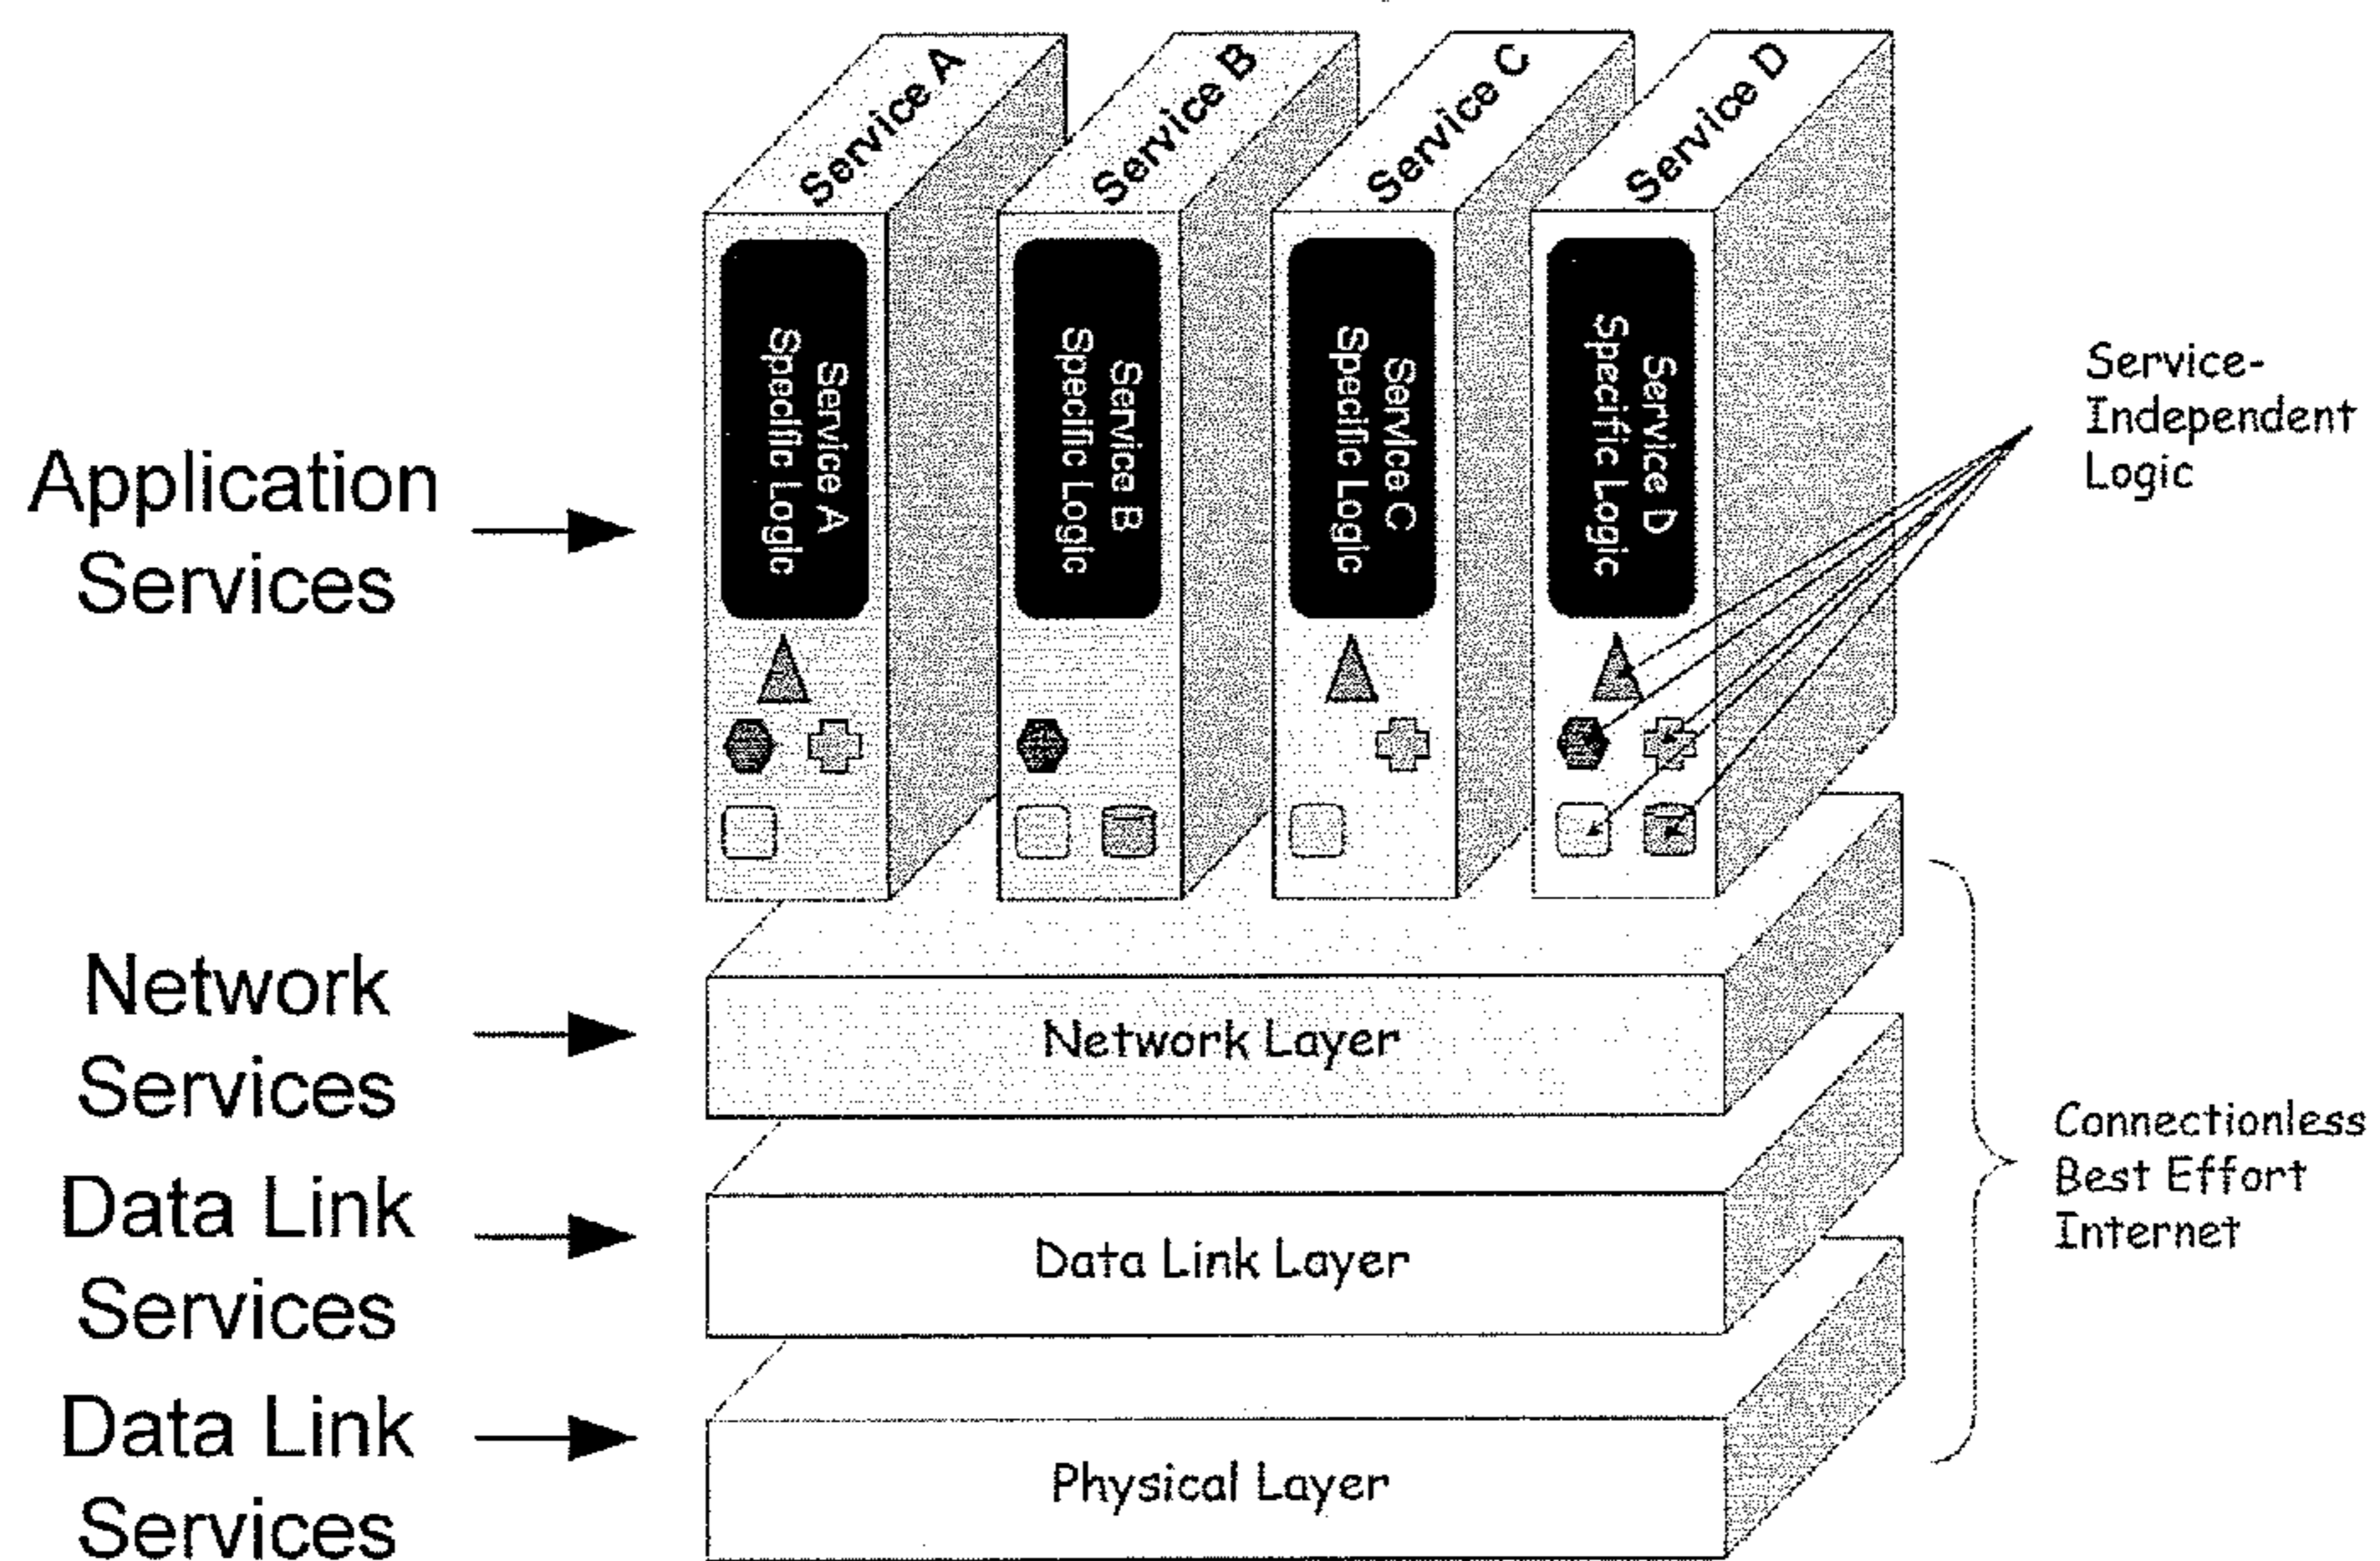 Service A
Service B
Service C
Service D
Service A
Specific Logic
Service B
Specific Logic
Service C
Specific Logic
Service D
Specific Logic
Service-
Independent
Logic
Application
Services
Network
Services
Network Layer
Data Link
Services
Data Link Layer
Connectionless
Best Effort
Internet
Data Link
Services
Physical Layer